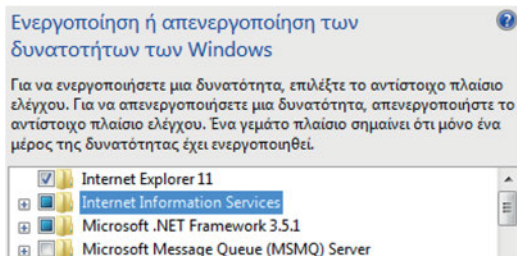 Ενεργοποίηση ή απενεργοποίηση των
δυνατοτήτων των Windows
Για να ενεργοποιήσετε μια δυνατότητα, επιλέξτε το αντίστοιχο πλαίσιο
ελέγχου. Για να απενεργοποιήσετε μια δυνατότητα, απενεργοποιήστε το
αντίστοιχο πλαίσιο ελέγχου. Ένα γεμάτο πλαίσιο σημαίνει ότι μόνο ένα
μέρος της δυνατότητας έχει ενεργοποιηθεί.
Internet Explorer 11
Internet Information Services
Microsoft .NET Framework 3.5.1
Microsoft Message Queue (MSMQ) Server